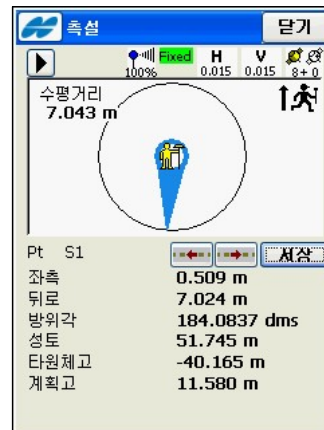 측설 닫기
100% Fixed H 0.015 V 0.015 8+0
수평거리
7.043 m
Pt S1 저장
좌측 0.509 m
뒤로 7.024 m
방위각 184.0837 dms
성토 51.745 m
타원체고 -40.165 m
계획고 11.580 m